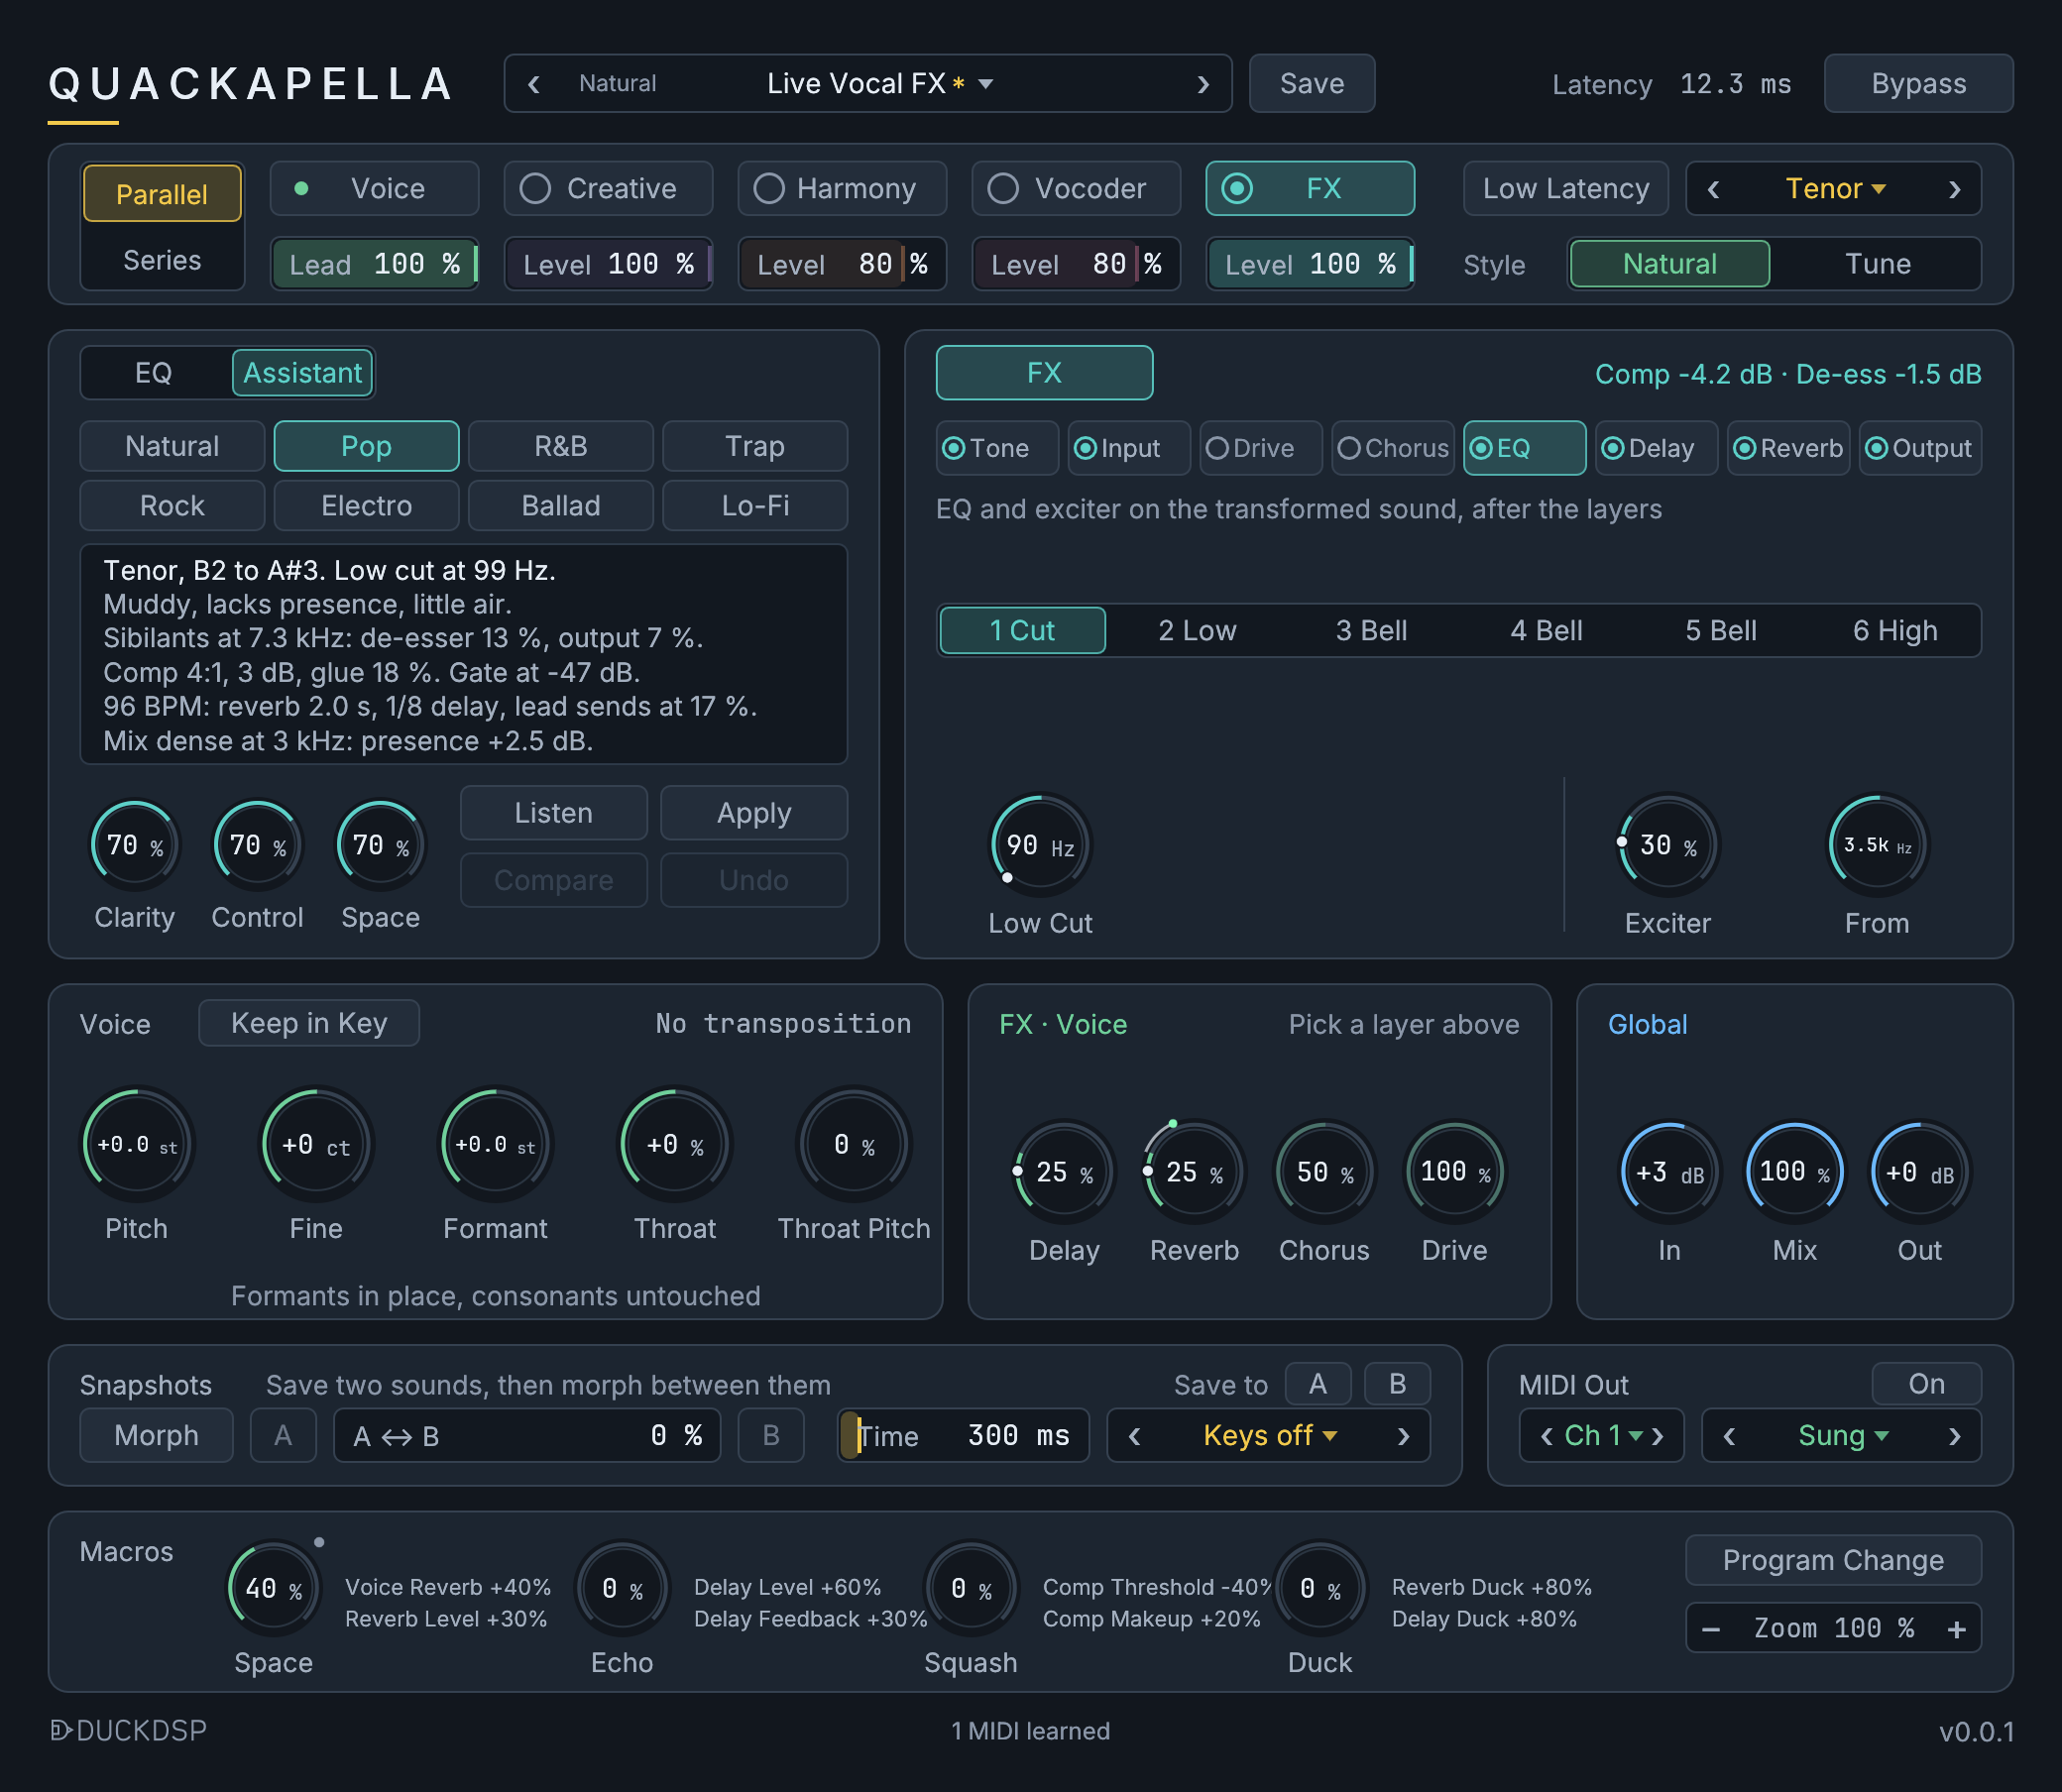 QUACKAPELLA
‹ Natural Live Vocal FX * ›
Save
Latency 12.3 ms
Bypass
Parallel
Voice
Creative
Harmony
Vocoder
FX
Low Latency
‹ Tenor ›
Series
Lead 100 %
Level 100 %
Level 80 %
Level 80 %
Level 100 %
Style
Natural
Tune
EQ
Assistant
Natural
Pop
R&B
Trap
Rock
Electro
Ballad
Lo-Fi
Tenor, B2 to A#3. Low cut at 99 Hz.
Muddy, lacks presence, little air.
Sibilants at 7.3 kHz: de-esser 13 %, output 7 %.
Comp 4:1, 3 dB, glue 18 %. Gate at -47 dB.
96 BPM: reverb 2.0 s, 1/8 delay, lead sends at 17 %.
Mix dense at 3 kHz: presence +2.5 dB.
70 %
70 %
70 %
Clarity
Control
Space
Listen
Apply
Compare
Undo
FX
Comp -4.2 dB · De-ess -1.5 dB
Tone
Input
Drive
Chorus
EQ
Delay
Reverb
Output
EQ and exciter on the transformed sound, after the layers
1 Cut
2 Low
3 Bell
4 Bell
5 Bell
6 High
90 Hz
30 %
3.5k Hz
Low Cut
Exciter
From
Voice
Keep in Key
No transposition
+0.0 st
+0 ct
+0.0 st
+0 %
0 %
Pitch
Fine
Formant
Throat
Throat Pitch
Formants in place, consonants untouched
FX · Voice
Pick a layer above
25 %
25 %
50 %
100 %
Delay
Reverb
Chorus
Drive
Global
+3 dB
100 %
+0 dB
In
Mix
Out
Snapshots
Save two sounds, then morph between them
Save to
A
B
Morph
A
A ↔ B 0 %
B
Time 300 ms
‹ Keys off ›
MIDI Out
On
‹ Ch 1 ›
‹ Sung ›
Macros
40 %
Voice Reverb +40%
Reverb Level +30%
Space
0 %
Delay Level +60%
Delay Feedback +30%
Echo
0 %
Comp Threshold -40%
Comp Makeup +20%
Squash
0 %
Reverb Duck +80%
Delay Duck +80%
Duck
Program Change
− Zoom 100 % +
DUCKDSP
1 MIDI learned
v0.0.1